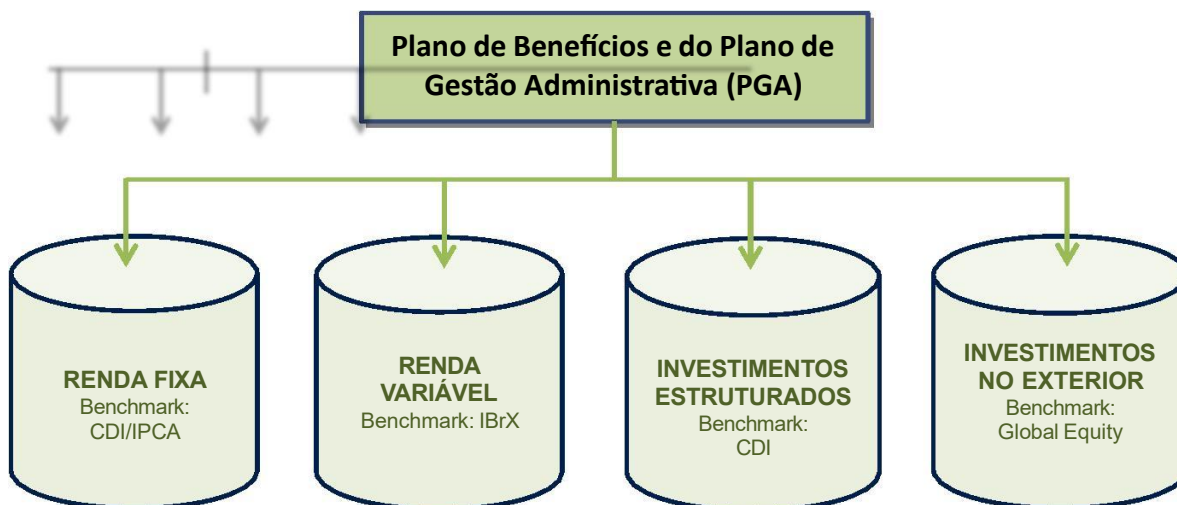 Plano de Benefícios e do Plano de
Gestão Administrativa (PGA)
RENDA FIXA
Benchmark:
CDI/IPCA
RENDA
VARIÁVEL
Benchmark: IBrX
INVESTIMENTOS
ESTRUTURADOS
Benchmark:
CDI
INVESTIMENTOS
NO EXTERIOR
Benchmark:
Global Equity